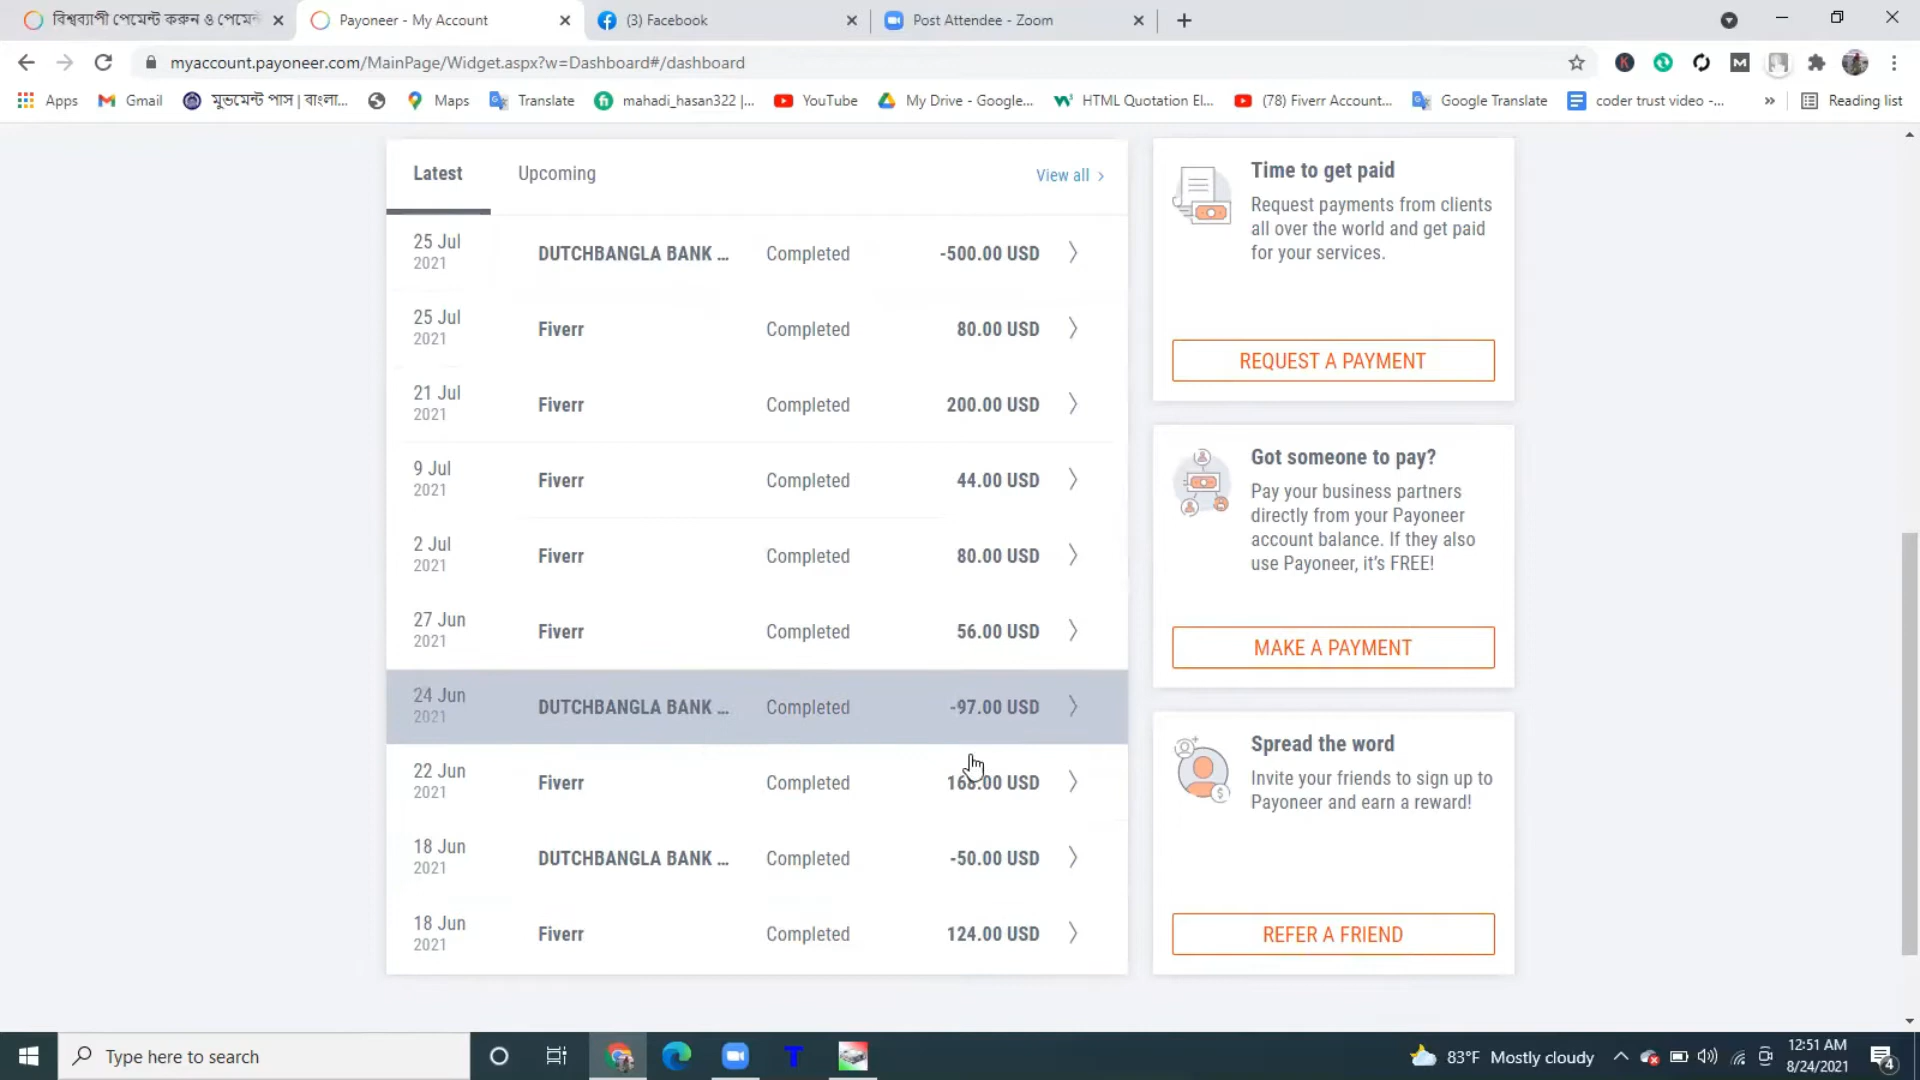 বিশ্বব্যাপী পেমেন্ট করুন ও পেমেন
Payoneer - My Account
(3) Facebook
Post Attendee - Zoom
myaccount.payoneer.com/MainPage/Widget.aspx?w=Dashboard#/dashboard
Apps
Gmail
মুভমেন্ট পাস | বাংলা...
Maps
Translate
mahadi_hasan322 |...
YouTube
My Drive - Google...
HTML Quotation El...
(78) Fiverr Account...
Google Translate
coder trust video -...
»
Reading list
Latest
Upcoming
View all >
25 Jul
2021
DUTCHBANGLA BANK ...
Completed
-500.00 USD
25 Jul
2021
Fiverr
Completed
80.00 USD
21 Jul
2021
Fiverr
Completed
200.00 USD
9 Jul
2021
Fiverr
Completed
44.00 USD
2 Jul
2021
Fiverr
Completed
80.00 USD
27 Jun
2021
Fiverr
Completed
56.00 USD
24 Jun
2021
DUTCHBANGLA BANK ...
Completed
-97.00 USD
22 Jun
2021
Fiverr
Completed
USD
18 Jun
2021
DUTCHBANGLA BANK ...
Completed
-50.00 USD
18 Jun
2021
Fiverr
Completed
124.00 USD
Time to get paid
Request payments from clients
all over the world and get paid
for your services.
REQUEST A PAYMENT
Got someone to pay?
Pay your business partners
directly from your Payoneer
account balance. If they also
use Payoneer, it's FREE!
MAKE A PAYMENT
Spread the word
Invite your friends to sign up to
Payoneer and earn a reward!
REFER A FRIEND
Type here to search
83°F Mostly cloudy
12:51 AM
8/24/2021
4